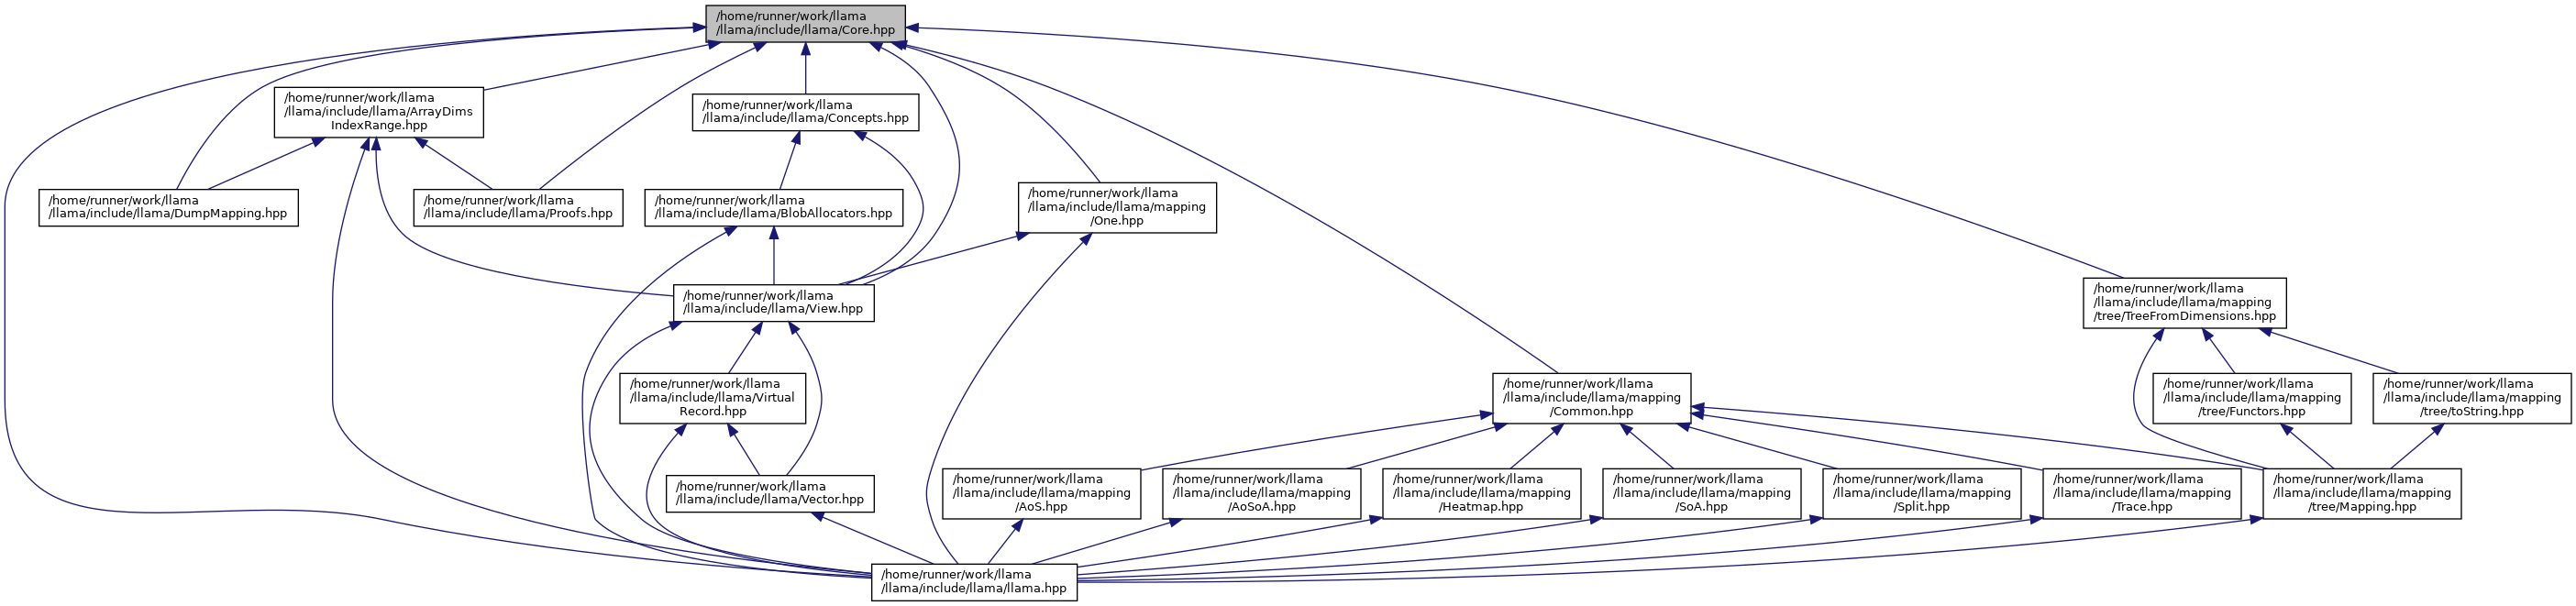 /home/runner/work/llama
/llama/include/llama/Core.hpp
/home/runner/work/llama
/llama/include/llama/ArrayDims
IndexRange.hpp
/home/runner/work/llama
/llama/include/llama/Concepts.hpp
/home/runner/work/llama
/llama/include/llama/DumpMapping.hpp
/home/runner/work/llama
/llama/include/llama/Proofs.hpp
/home/runner/work/llama
/llama/include/llama/BlobAllocators.hpp
/home/runner/work/llama
/llama/include/llama/mapping
/One.hpp
/home/runner/work/llama
/llama/include/llama/View.hpp
/home/runner/work/llama
/llama/include/llama/mapping
/tree/TreeFromDimensions.hpp
/home/runner/work/llama
/llama/include/llama/Virtual
Record.hpp
/home/runner/work/llama
/llama/include/llama/mapping
/Common.hpp
/home/runner/work/llama
/llama/include/llama/mapping
/tree/Functors.hpp
/home/runner/work/llama
/llama/include/llama/mapping
/tree/toString.hpp
/home/runner/work/llama
/llama/include/llama/Vector.hpp
/home/runner/work/llama
/llama/include/llama/mapping
/AoS.hpp
/home/runner/work/llama
/llama/include/llama/mapping
/AoSoA.hpp
/home/runner/work/llama
/llama/include/llama/mapping
/Heatmap.hpp
/home/runner/work/llama
/llama/include/llama/mapping
/SoA.hpp
/home/runner/work/llama
/llama/include/llama/mapping
/Split.hpp
/home/runner/work/llama
/llama/include/llama/mapping
/Trace.hpp
/home/runner/work/llama
/llama/include/llama/mapping
/tree/Mapping.hpp
/home/runner/work/llama
/llama/include/llama/llama.hpp